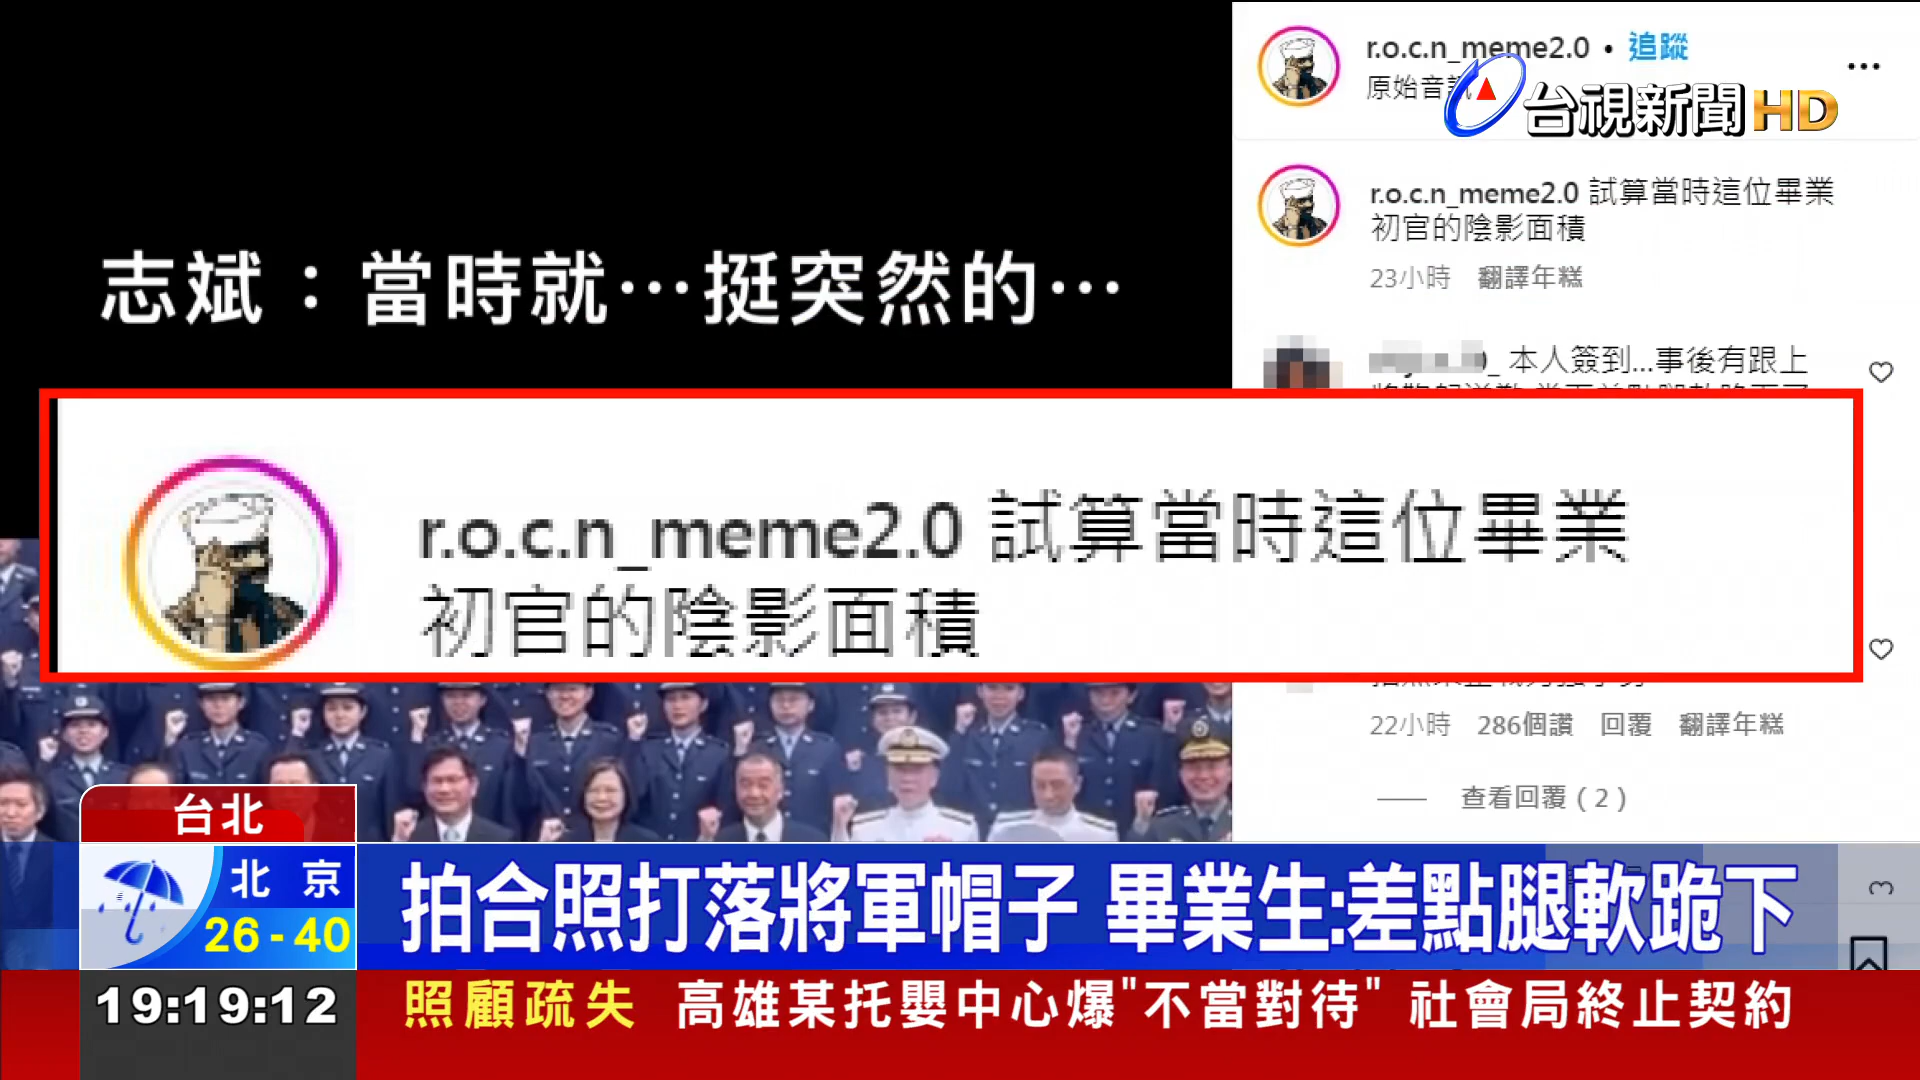 r.o.c.n_meme2.0 • 追蹤
原始音訊
台視新聞HD
r.o.c.n_meme2.0 試算當時這位畢業
初官的陰影面積
23小時 翻譯年糕
志斌：當時就…挺突然的…
本人簽到...事後有跟上
r.o.c.n_meme2.0 試算當時這位畢業
初官的陰影面積
22小時 286個讚 回覆 翻譯年糕
查看回覆（2）
台北
北京
26-40
拍合照打落將軍帽子 畢業生:差點腿軟跪下
19:19:12
照顧疏失 高雄某托嬰中心爆"不當對待" 社會局終止契約